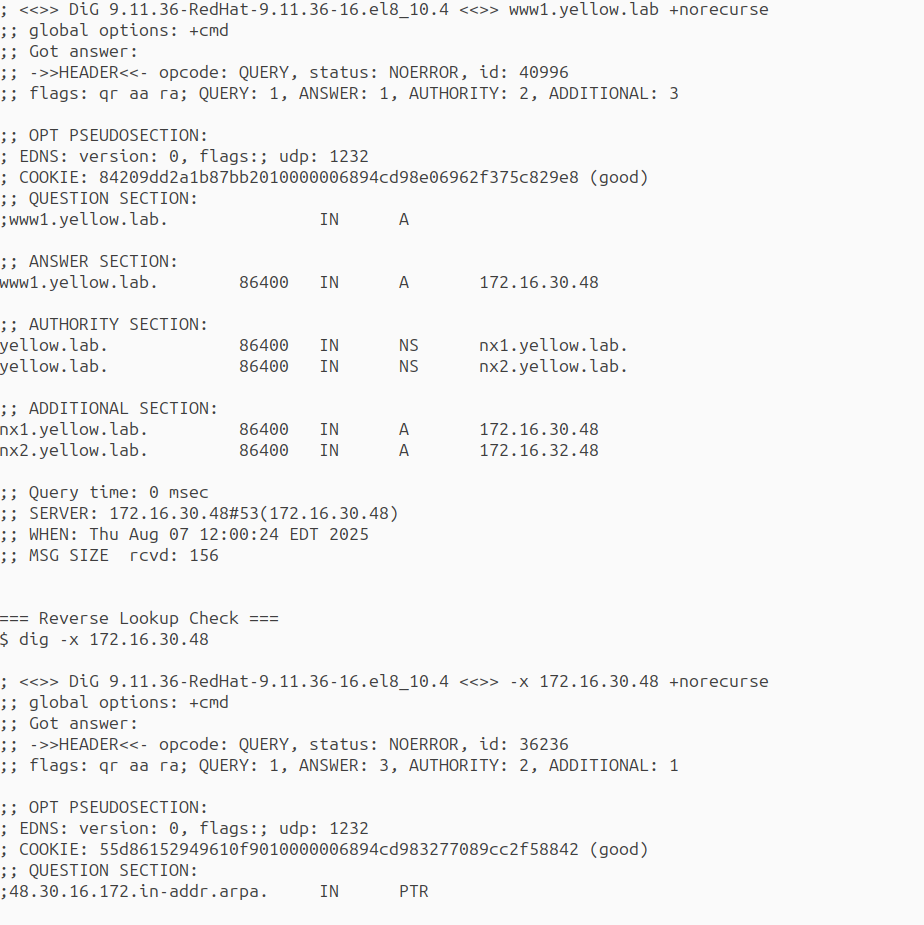 ; <<>> DiG 9.11.36-RedHat-9.11.36-16.el8_10.4 <<>> www1.yellow.lab +norecurse
;; global options: +cmd
;; Got answer:
;; ->>HEADER<<- opcode: QUERY, status: NOERROR, id: 40996
;; flags: qr aa ra; QUERY: 1, ANSWER: 1, AUTHORITY: 2, ADDITIONAL: 3

;; OPT PSEUDOSECTION:
; EDNS: version: 0, flags:; udp: 1232
; COOKIE: 84209dd2a1b87bb2010000006894cd98e06962f375c829e8 (good)
;; QUESTION SECTION:
;www1.yellow.lab.		IN	A

;; ANSWER SECTION:
www1.yellow.lab.	86400	IN	A	172.16.30.48

;; AUTHORITY SECTION:
yellow.lab.		86400	IN	NS	nx1.yellow.lab.
yellow.lab.		86400	IN	NS	nx2.yellow.lab.

;; ADDITIONAL SECTION:
nx1.yellow.lab.		86400	IN	A	172.16.30.48
nx2.yellow.lab.		86400	IN	A	172.16.32.48

;; Query time: 0 msec
;; SERVER: 172.16.30.48#53(172.16.30.48)
;; WHEN: Thu Aug 07 12:00:24 EDT 2025
;; MSG SIZE  rcvd: 156

=== Reverse Lookup Check ===
$ dig -x 172.16.30.48

; <<>> DiG 9.11.36-RedHat-9.11.36-16.el8_10.4 <<>> -x 172.16.30.48 +norecurse
;; global options: +cmd
;; Got answer:
;; ->>HEADER<<- opcode: QUERY, status: NOERROR, id: 36236
;; flags: qr aa ra; QUERY: 1, ANSWER: 3, AUTHORITY: 2, ADDITIONAL: 1

;; OPT PSEUDOSECTION:
; EDNS: version: 0, flags:; udp: 1232
; COOKIE: 55d86152949610f9010000006894cd983277089cc2f58842 (good)
;; QUESTION SECTION:
;48.30.16.172.in-addr.arpa.	IN	PTR